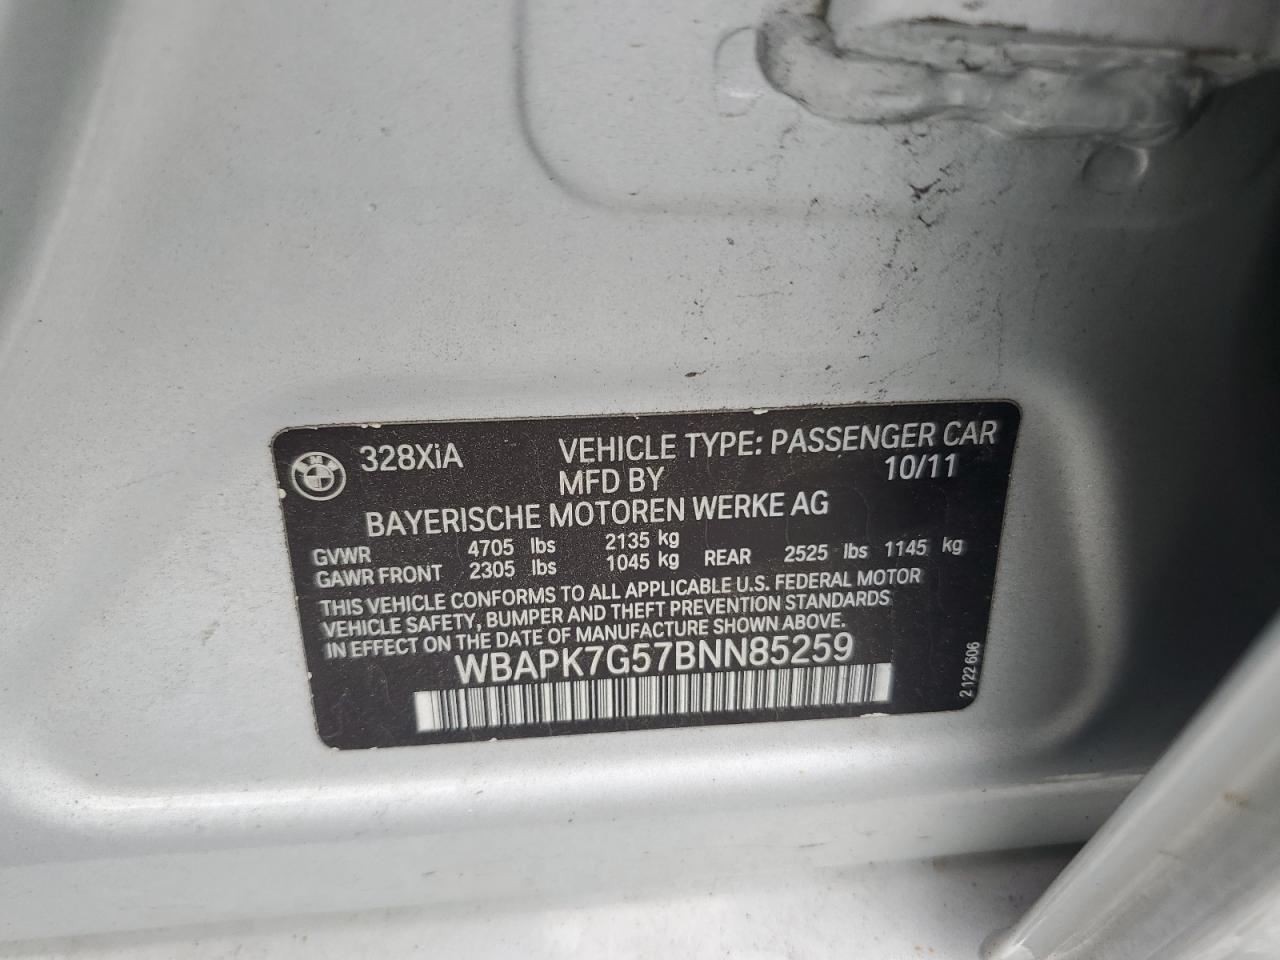 BMW
328XiA VEHICLE TYPE: PASSENGER CAR
MFD BY 10/11
BAYERISCHE MOTOREN WERKE AG
GVWR 4705 lbs 2135 kg
GAWR FRONT 2305 lbs 1045 kg REAR 2525 lbs 1145 kg
THIS VEHICLE CONFORMS TO ALL APPLICABLE U.S. FEDERAL MOTOR
VEHICLE SAFETY, BUMPER AND THEFT PREVENTION STANDARDS
IN EFFECT ON THE DATE OF MANUFACTURE SHOWN ABOVE.
WBAPK7G57BNN85259
2 122 606